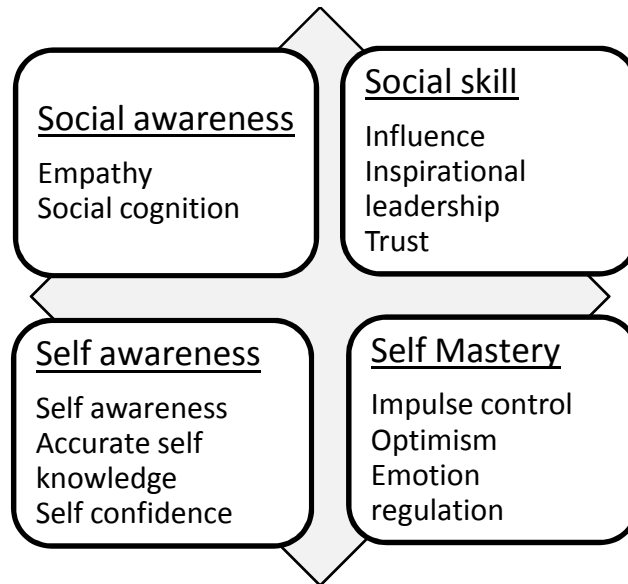 Social awareness
Empathy
Social cognition
Social skill
Influence
Inspirational
leadership
Trust
Self awareness
Self awareness
Accurate self
knowledge
Self confidence
Self Mastery
Impulse control
Optimism
Emotion
regulation